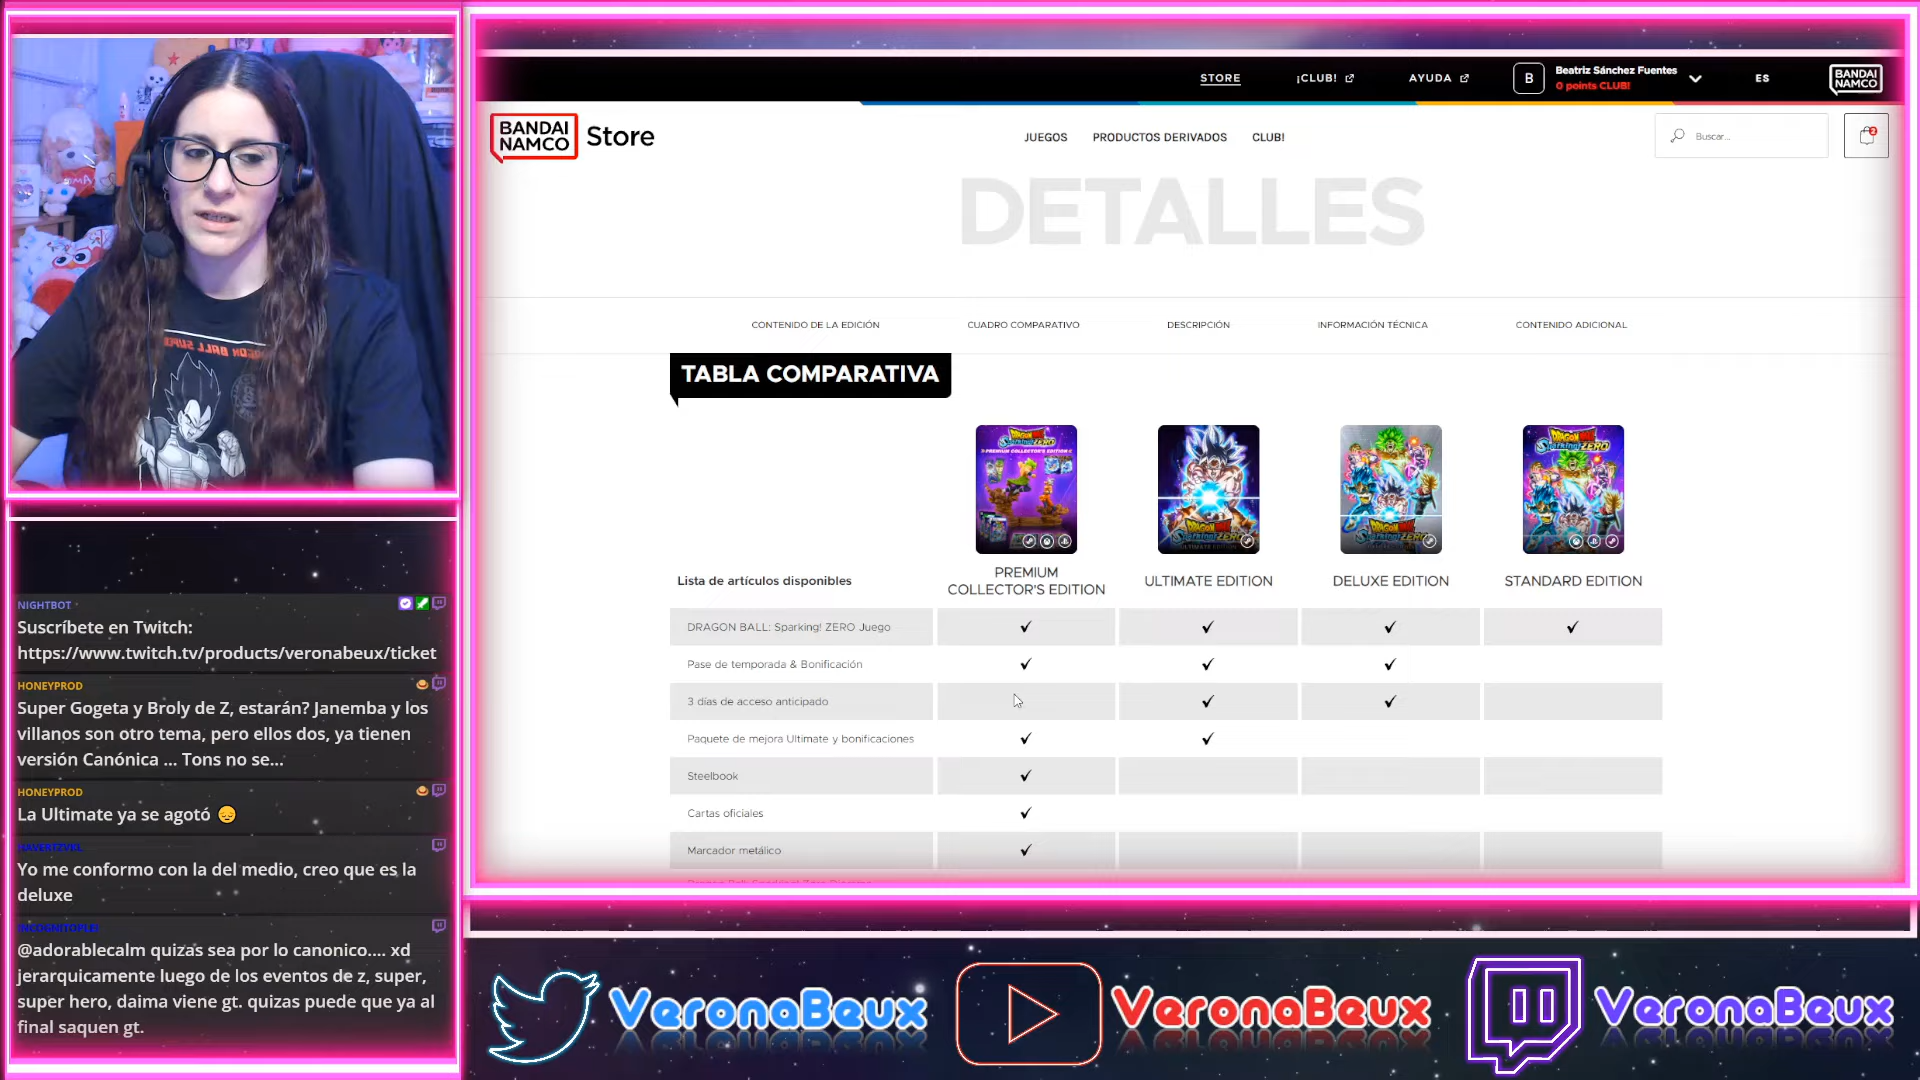 STORE
¡CLUB!
AYUDA
B
Beatriz Sánchez Fuentes
0 points CLUB!
ES
BANDAI
NAMCO
BANDAI
NAMCO
Store
JUEGOS
PRODUCTOS DERIVADOS
CLUB!
Buscar...
2
DETALLES
CONTENIDO DE LA EDICIÓN
CUADRO COMPARATIVO
DESCRIPCIÓN
INFORMACIÓN TÉCNICA
CONTENIDO ADICIONAL
TABLA COMPARATIVA
Lista de artículos disponibles
PREMIUM
COLLECTOR'S EDITION
ULTIMATE EDITION
DELUXE EDITION
STANDARD EDITION
DRAGON BALL: Sparking! ZERO Juego
Pase de temporada & Bonificación
3 días de acceso anticipado
Paquete de mejora Ultimate y bonificaciones
Steelbook
Cartas oficiales
Marcador metálico
NIGHTBOT
Suscríbete en Twitch:
https://www.twitch.tv/products/veronabeux/ticket
HONEYPROD
Super Gogeta y Broly de Z, estarán? Janemba y los
villanos son otro tema, pero ellos dos, ya tienen
versión Canónica ... Tons no se...
HONEYPROD
La Ultimate ya se agotó 😔
Yo me conformo con la del medio, creo que es la
deluxe
@adorablecalm quizas sea por lo canonico.... xd
jerarquicamente luego de los eventos de z, super,
super hero, daima viene gt. quizas puede que ya al
final saquen gt.
VeronaBeux
VeronaBeux
VeronaBeux